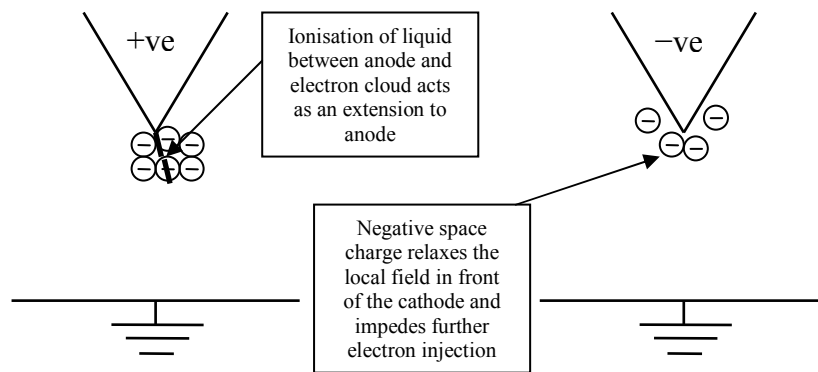 +ve
Ionisation of liquid
between anode and
electron cloud acts
as an extension to
anode
−ve
Negative space
charge relaxes the
local field in front
of the cathode and
impedes further
electron injection